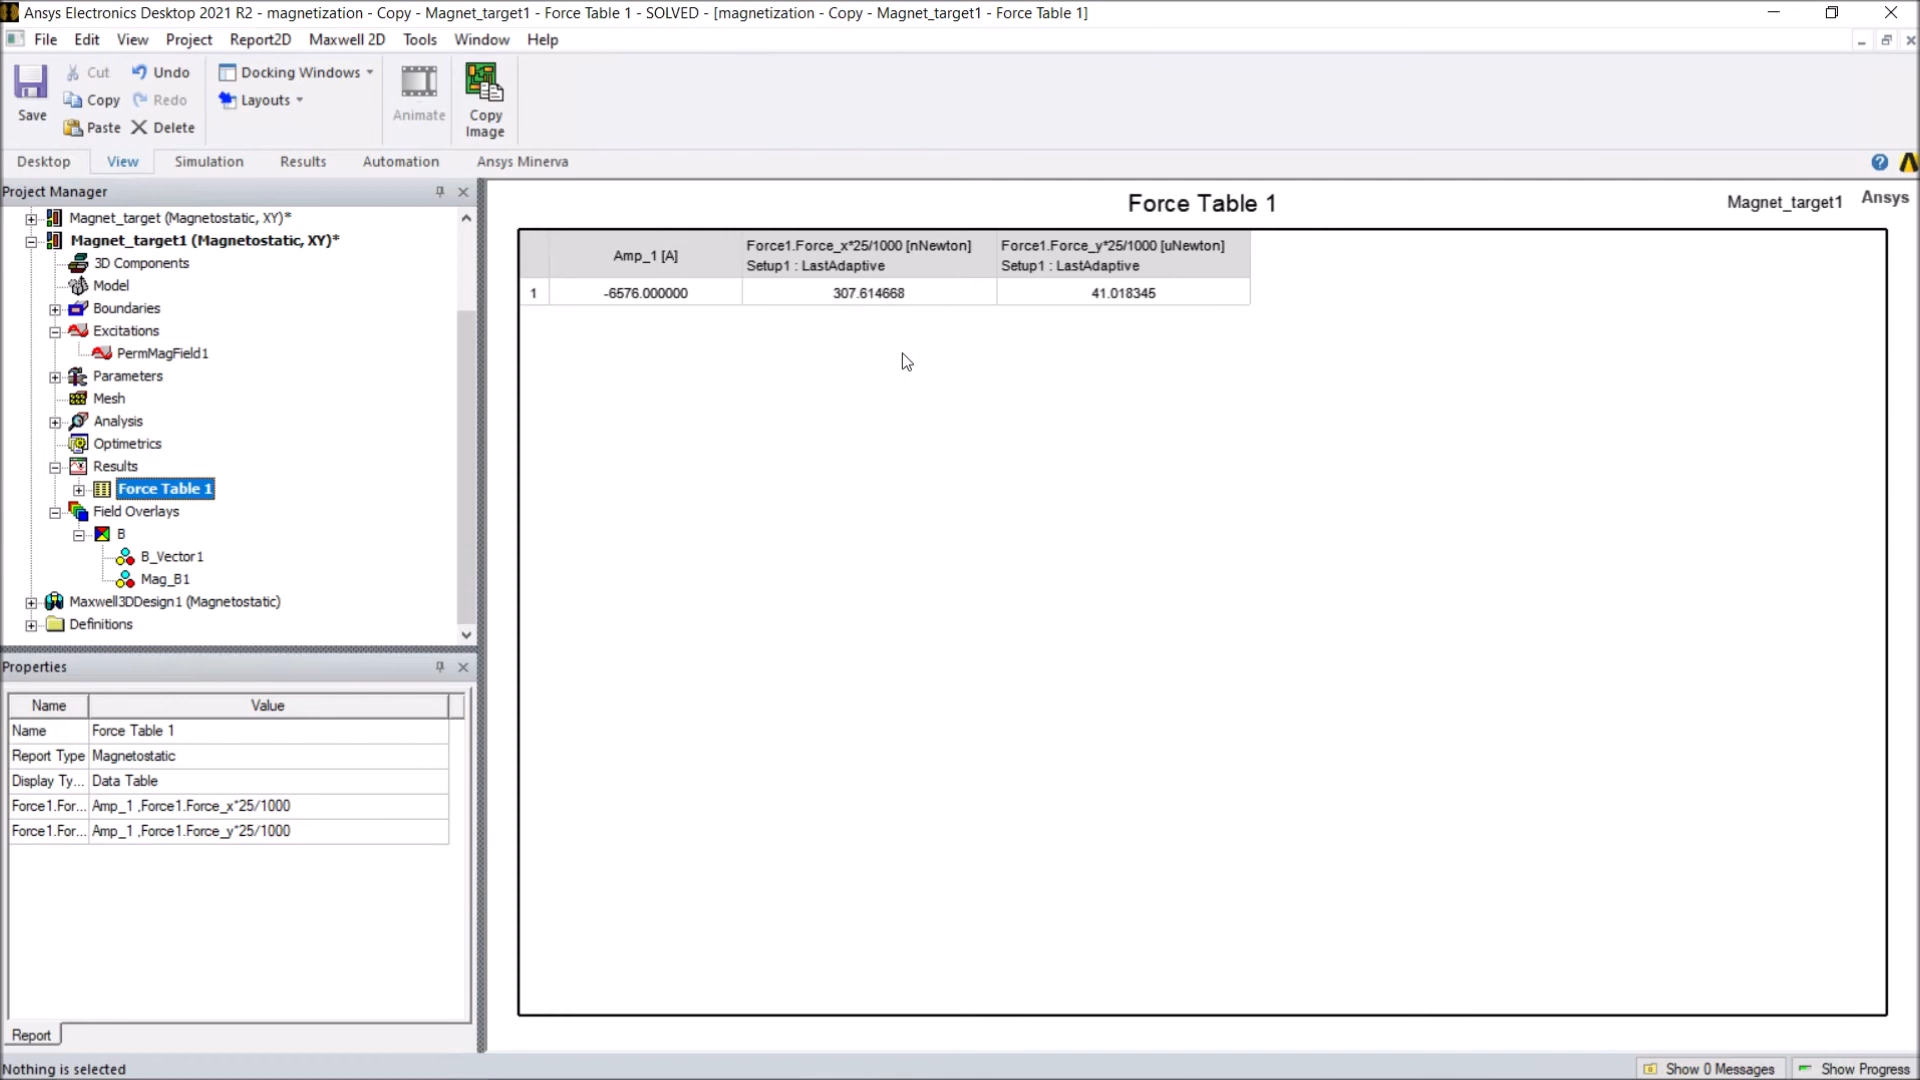 Ansys Electronics Desktop 2021 R2 - magnetization - Copy - Magnet_target1 - Force Table 1 - SOLVED - [magnetization - Copy - Magnet_target1 - Force Table 1]
File Edit View Project Report2D Maxwell 2D Tools Window Help
Save
Cut
Copy
Paste
Undo
Redo
Delete
Docking Windows
Layouts
Animate
Copy
Image
Desktop View Simulation Results Automation Ansys Minerva
Project Manager
Magnet_target (Magnetostatic, XY)*
Magnet_target1 (Magnetostatic, XY)*
3D Components
Model
Boundaries
Excitations
PermMagField1
Parameters
Mesh
Analysis
Optimetrics
Results
Force Table 1
Field Overlays
B
B_Vector1
Mag_B1
Maxwell3DDesign1 (Magnetostatic)
Definitions
Properties
Name Value
Name Force Table 1
Report Type Magnetostatic
Display Ty... Data Table
Force1.For... Amp_1 ,Force1.Force_x*25/1000
Force1.For... Amp_1 ,Force1.Force_y*25/1000
Report
Nothing is selected
Force Table 1
Magnet_target1
Ansys
Amp_1 [A]
Force1.Force_x*25/1000 [nNewton]
Setup1 : LastAdaptive
Force1.Force_y*25/1000 [uNewton]
Setup1 : LastAdaptive
1 -6576.000000 307.614668 41.018345
Show 0 Messages
Show Progress